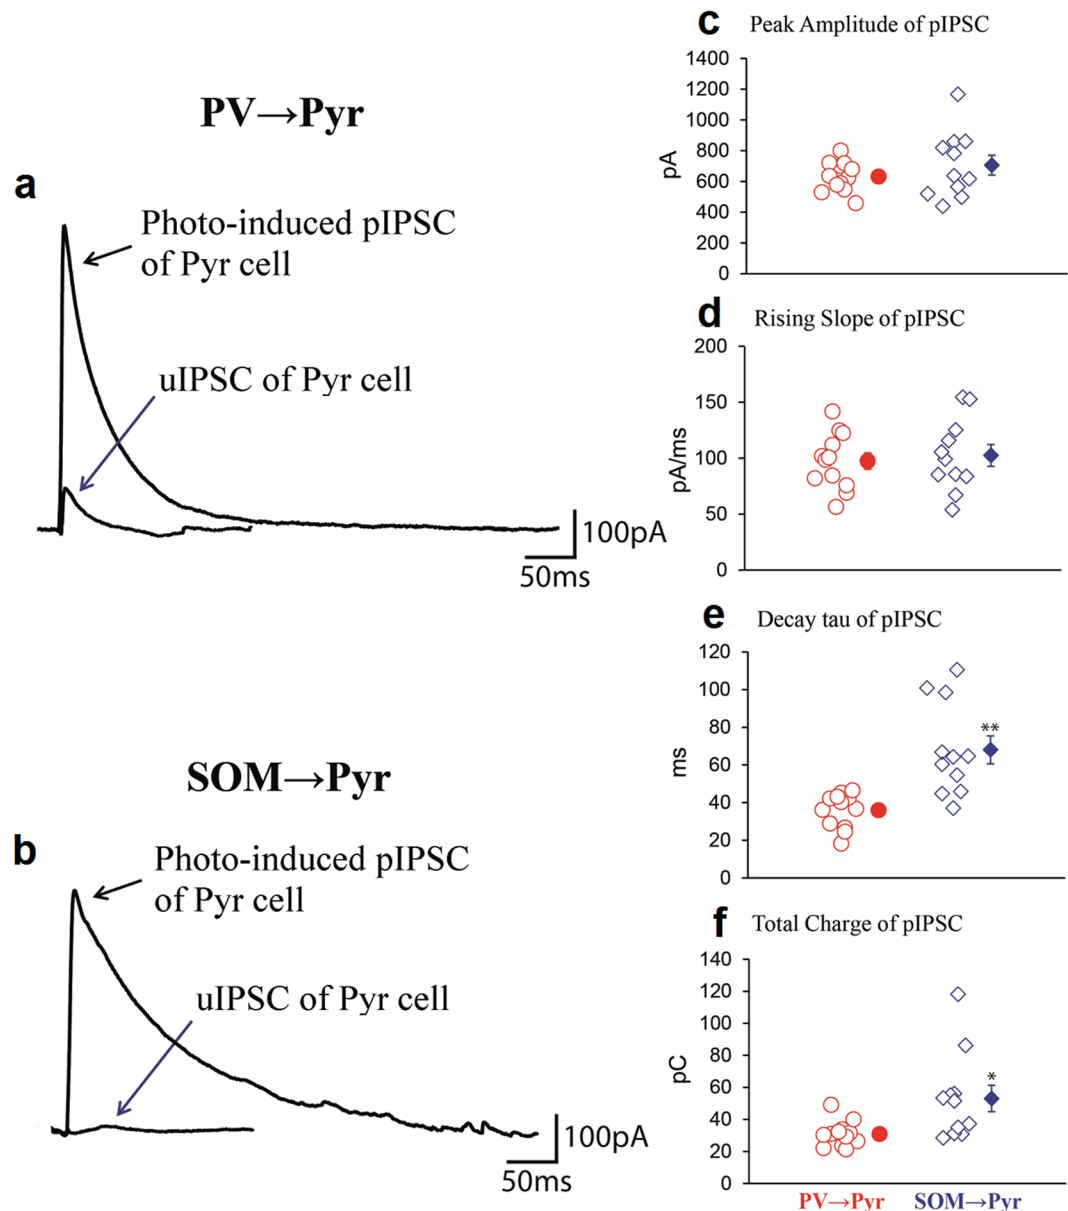 PV→Pyr
a
Photo-induced pIPSC
of Pyr cell
uIPSC of Pyr cell
100pA
50ms
SOM→Pyr
b
Photo-induced pIPSC
of Pyr cell
uIPSC of Pyr cell
100pA
50ms
c Peak Amplitude of pIPSC
1400
1200
1000
800
600
400
200
0
pA
d Rising Slope of pIPSC
200
150
100
50
0
pA/ms
e Decay tau of pIPSC
120
100
80
60
40
20
0
ms
**
f Total Charge of pIPSC
140
120
100
80
60
40
20
0
pC
*
PV→Pyr SOM→Pyr